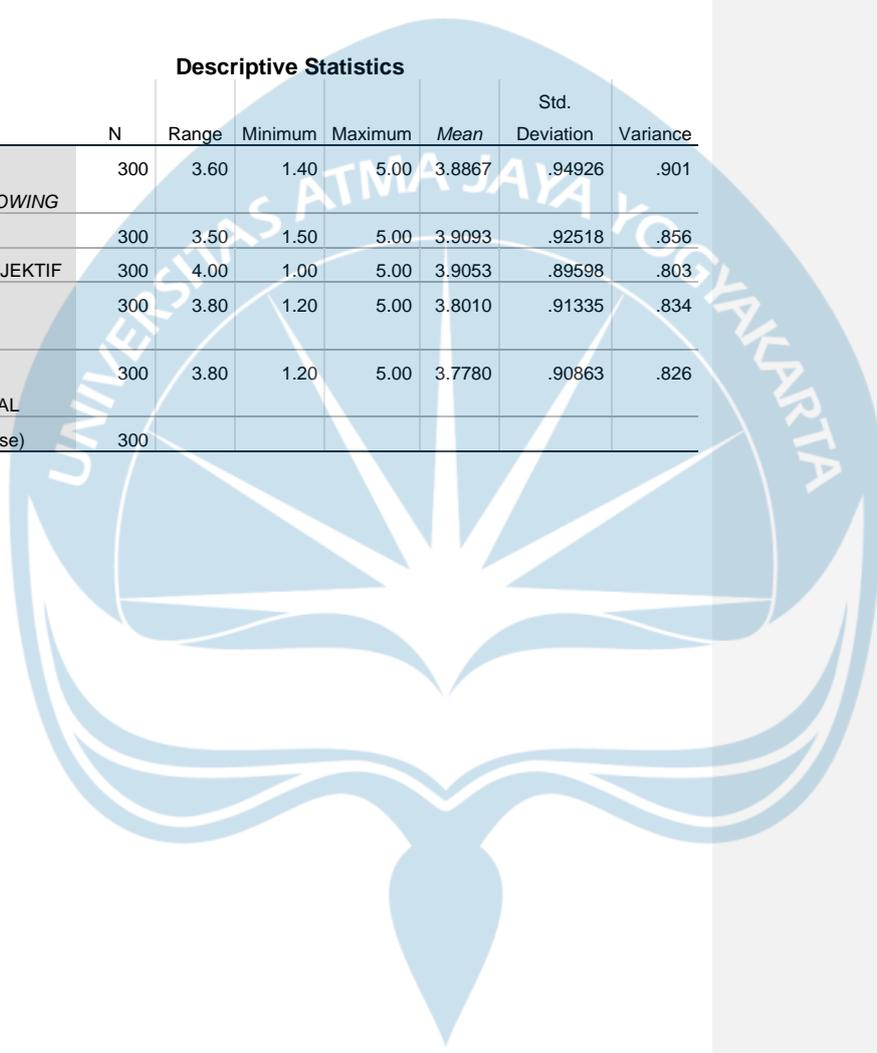 Descriptive Statistics
N Range Minimum Maximum Mean Std. Deviation Variance
300 3.60 1.40 5.00 3.8867 .94926 .901
OWING
300 3.50 1.50 5.00 3.9093 .92518 .856
JEKTIF 300 4.00 1.00 5.00 3.9053 .89598 .803
300 3.80 1.20 5.00 3.8010 .91335 .834
300 3.80 1.20 5.00 3.7780 .90863 .826
AL
se) 300
UNIVERSITAS ATMA JAYA YOGYAKARTA